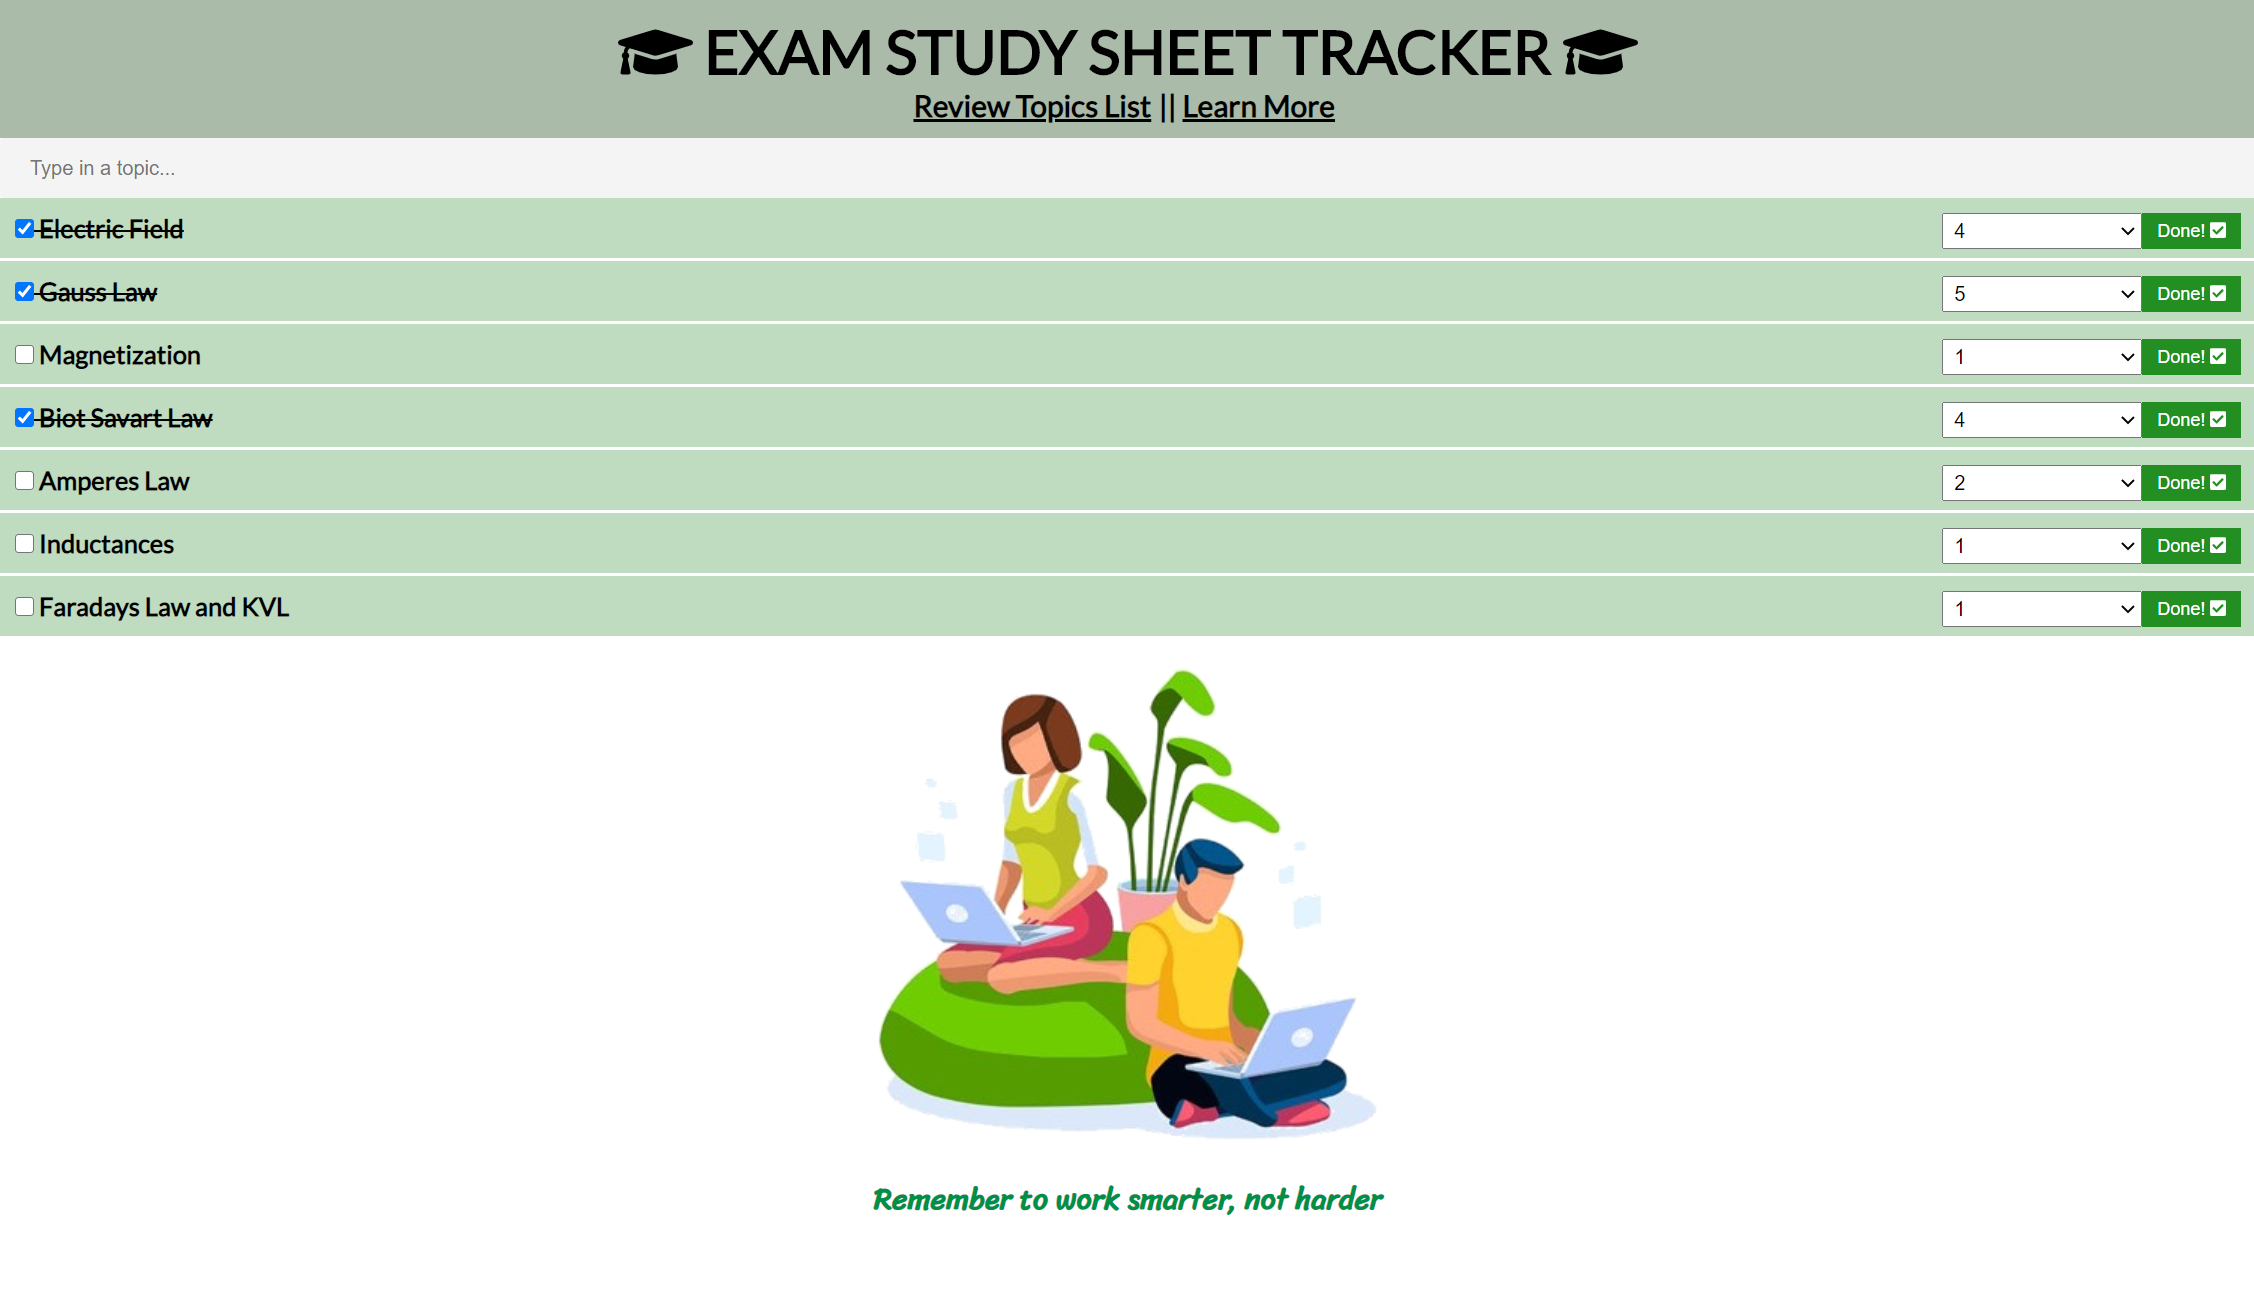 EXAM STUDY SHEET TRACKER
Review Topics List || Learn More
Type in a topic...
Electric Field 4 Done!
Gauss Law 5 Done!
Magnetization 1 Done!
Biot Savart Law 4 Done!
Amperes Law 2 Done!
Inductances 1 Done!
Faradays Law and KVL 1 Done!
Remember to work smarter, not harder